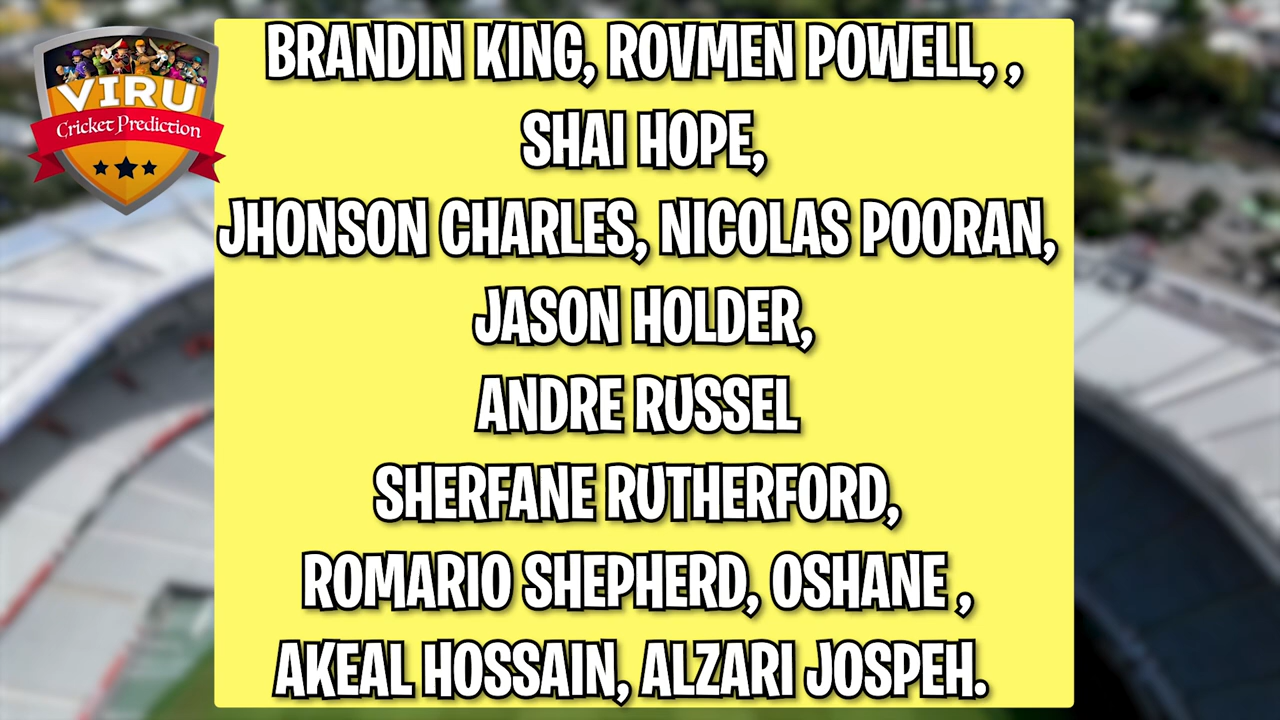 VIRU
Cricket Prediction
BRANDIN KING, ROVMEN POWELL, ,
SHAI HOPE,
JHONSON CHARLES, NICOLAS POORAN,
JASON HOLDER,
ANDRE RUSSEL
SHERFANE RUTHERFORD,
ROMARIO SHEPHERD, OSHANE ,
AKEAL HOSSAIN, ALZARI JOSPEH.